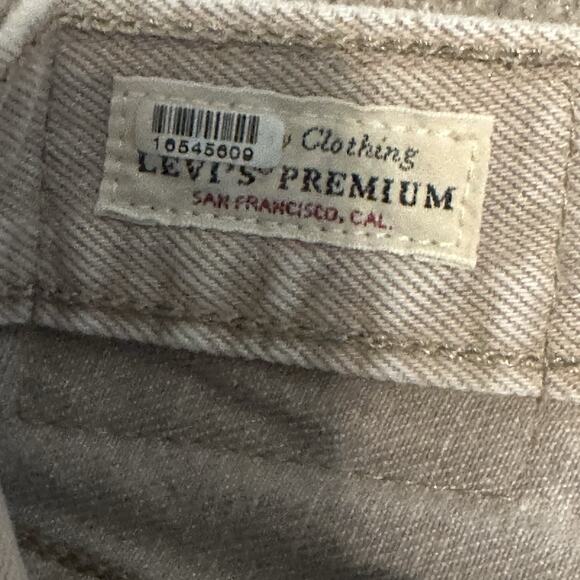 16545609
y Clothing
LEVI'S® PREMIUM
SAN FRANCISCO, CAL.